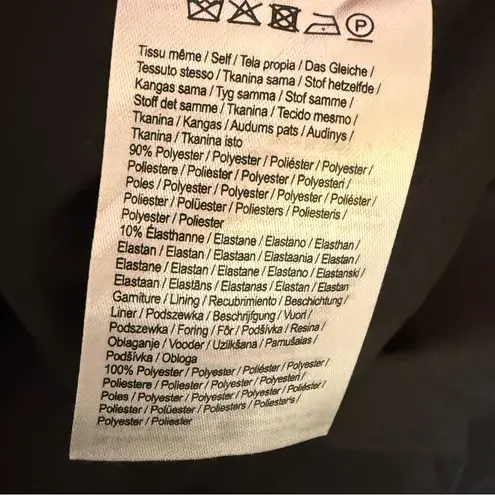 P
Tissu même / Self / Tela propia / Das Gleiche /
Tessuto stesso / Tkanina sama / Stof hetzelfde /
Kangas sama / Tyg samma / Stof samme /
Stoff det samme / Tkanina / Tecido mesmo /
Tkanina / Kangas / Audums pats / Audinys /
Tkanina / Tkanina isto
90% Polyester / Polyester / Poliéster / Polyester /
Poliestere / Poliester / Polyester / Polyesteri /
Poles / Polyester / Polyester / Polyester / Poliéster /
Poliester / Polüester / Poliesters / Poliesteris /
Polyester / Poliester
10% Élasthanne / Elastane / Elastano / Elasthan /
Elastan / Elastan / Elastaan / Elastaania / Elastan /
Elastane / Elastan / Elastane / Elastano / Elastanski /
Elastaan / Elastāns / Elastanas / Elastan / Elastan
Garniture / Lining / Recubrimiento / Beschichtung /
Liner / Podszewka / Beschrijfgung / Vuori /
Podszewka / Foring / Fôr / Podšívka / Resina /
Oblaganje / Vooder / Uzlikšana / Pamušalas /
Podšívka / Obloga
100% Polyester / Polyester / Poliéster / Polyester /
Poliestere / Poliester / Polyester / Polyesteri /
Poles / Polyester / Polyester / Polyester / Poliéster /
Poliester / Polüester / Poliesters / Poliesteris /
Polyester / Poliester